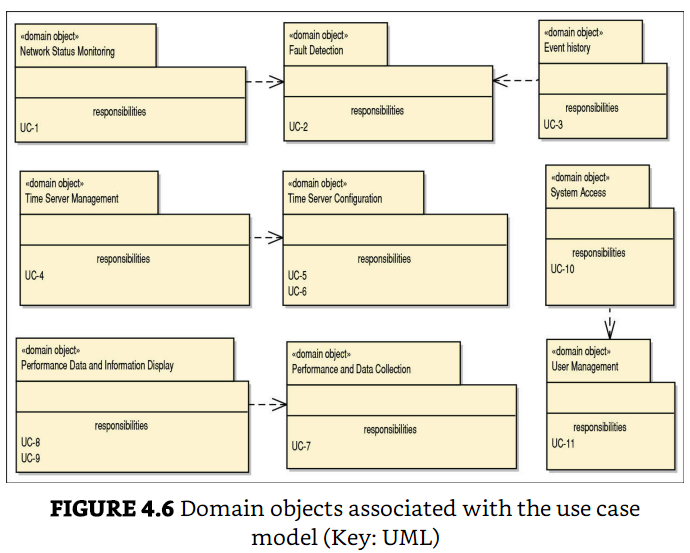 «domain object»
Network Status Monitoring
responsibilities
UC-1
«domain object»
Fault Detection
responsibilities
UC-2
«domain object»
Event history
responsibilities
UC-3
«domain object»
Time Server Management
responsibilities
UC-4
«domain object»
Time Server Configuration
responsibilities
UC-5
UC-6
«domain object»
System Access
responsibilities
UC-10
«domain object»
Performance Data and Information Display
responsibilities
UC-8
UC-9
«domain object»
Performance and Data Collection
responsibilities
UC-7
«domain object»
User Management
responsibilities
UC-11
FIGURE 4.6 Domain objects associated with the use case
model (Key: UML)